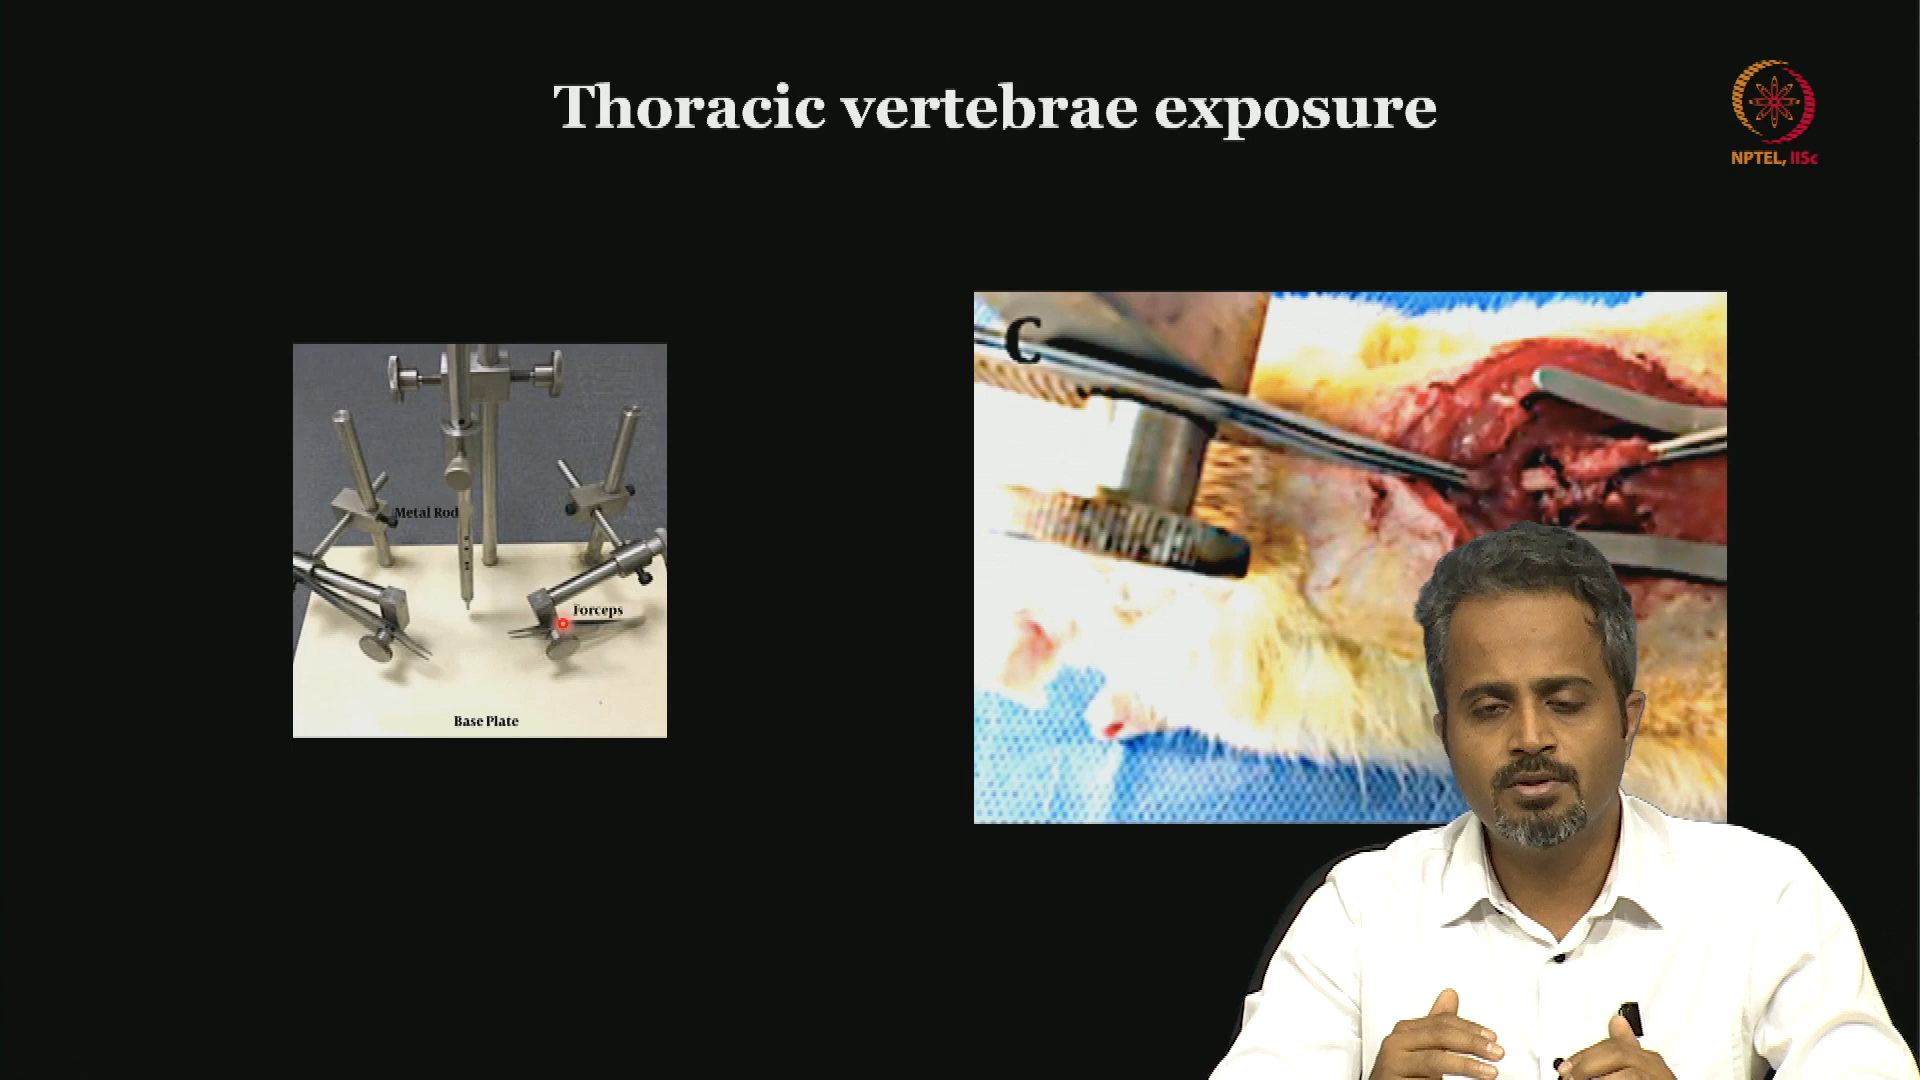 Thoracic vertebrae exposure
NPTEL, IISc
C
Metal Rod
Forceps
Base Plate